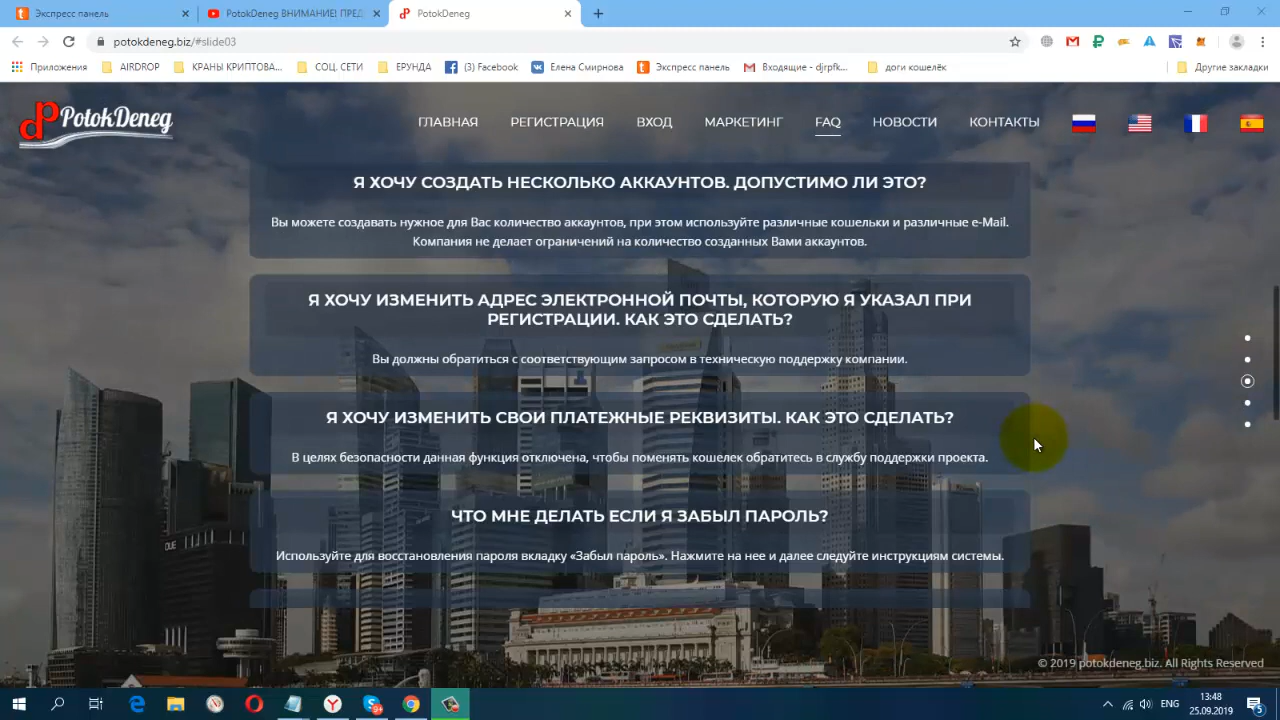 Экспресс панель
PotokDeneg ВНИМАНИЕ! ПРЕД
PotokDeneg
potokdeneg.biz/#slide03
Приложения
AIRDROP
КРАНЫ КРИПТОВА...
СОЦ. СЕТИ
ЕРУНДА
(3) Facebook
Елена Смирнова
Экспресс панель
Входящие - djrpfk...
доги кошелёк
Другие закладки
PotokDeneg
ГЛАВНАЯ
РЕГИСТРАЦИЯ
ВХОД
МАРКЕТИНГ
FAQ
НОВОСТИ
КОНТАКТЫ
Я ХОЧУ СОЗДАТЬ НЕСКОЛЬКО АККАУНТОВ. ДОПУСТИМО ЛИ ЭТО?
Вы можете создавать нужное для Вас количество аккаунтов, при этом используйте различные кошельки и различные e-Mail.
Компания не делает ограничений на количество созданных Вами аккаунтов.
Я ХОЧУ ИЗМЕНИТЬ АДРЕС ЭЛЕКТРОННОЙ ПОЧТЫ, КОТОРУЮ Я УКАЗАЛ ПРИ
РЕГИСТРАЦИИ. КАК ЭТО СДЕЛАТЬ?
Вы должны обратиться с соответствующим запросом в техническую поддержку компании.
Я ХОЧУ ИЗМЕНИТЬ СВОИ ПЛАТЕЖНЫЕ РЕКВИЗИТЫ. КАК ЭТО СДЕЛАТЬ?
В целях безопасности данная функция отключена, чтобы поменять кошелек обратитесь в службу поддержки проекта.
ЧТО МНЕ ДЕЛАТЬ ЕСЛИ Я ЗАБЫЛ ПАРОЛЬ?
Используйте для восстановления пароля вкладку «Забыл пароль». Нажмите на нее и далее следуйте инструкциям системы.
© 2019 potokdeneg.biz. All Rights Reserved
ENG
13:48
25.09.2019